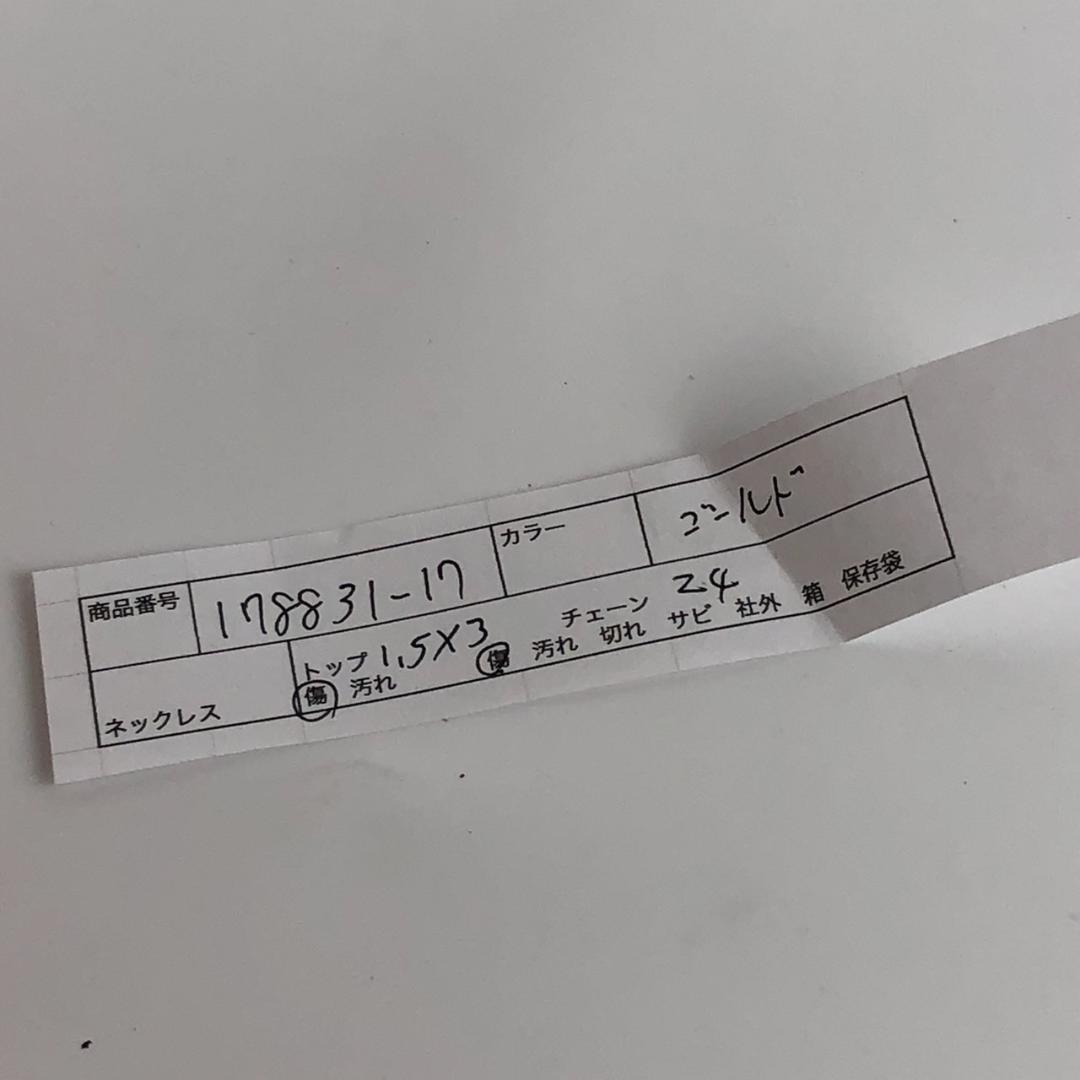 商品番号 178831-17 カラー ゴールド
ネックレス トップ 1.5×3 チェーン 24
傷 汚れ 傷 汚れ 切れ サビ 社外 箱 保存袋